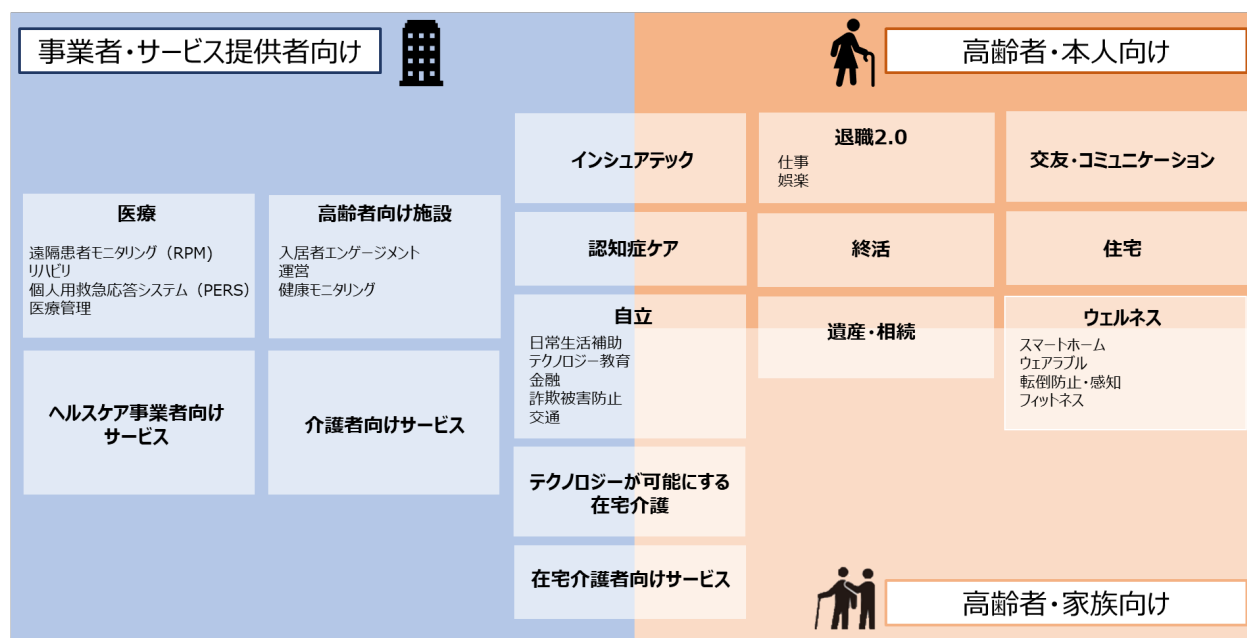 事業者・サービス提供者向け
高齢者・本人向け
医療
遠隔患者モニタリング（RPM)
リハビリ
個人用救急応答システム（PERS）
医療管理
高齢者向け施設
入居者エンゲージメント
運営
健康モニタリング
ヘルスケア事業者向け
サービス
介護者向けサービス
インシュアテック
認知症ケア
自立
日常生活補助
テクノロジー教育
金融
詐欺被害防止
交通
テクノロジーが可能にする
在宅介護
在宅介護者向けサービス
退職2.0
仕事
娯楽
終活
遺産・相続
交友・コミュニケーション
住宅
ウェルネス
スマートホーム
ウェアラブル
転倒防止・感知
フィットネス
高齢者・家族向け